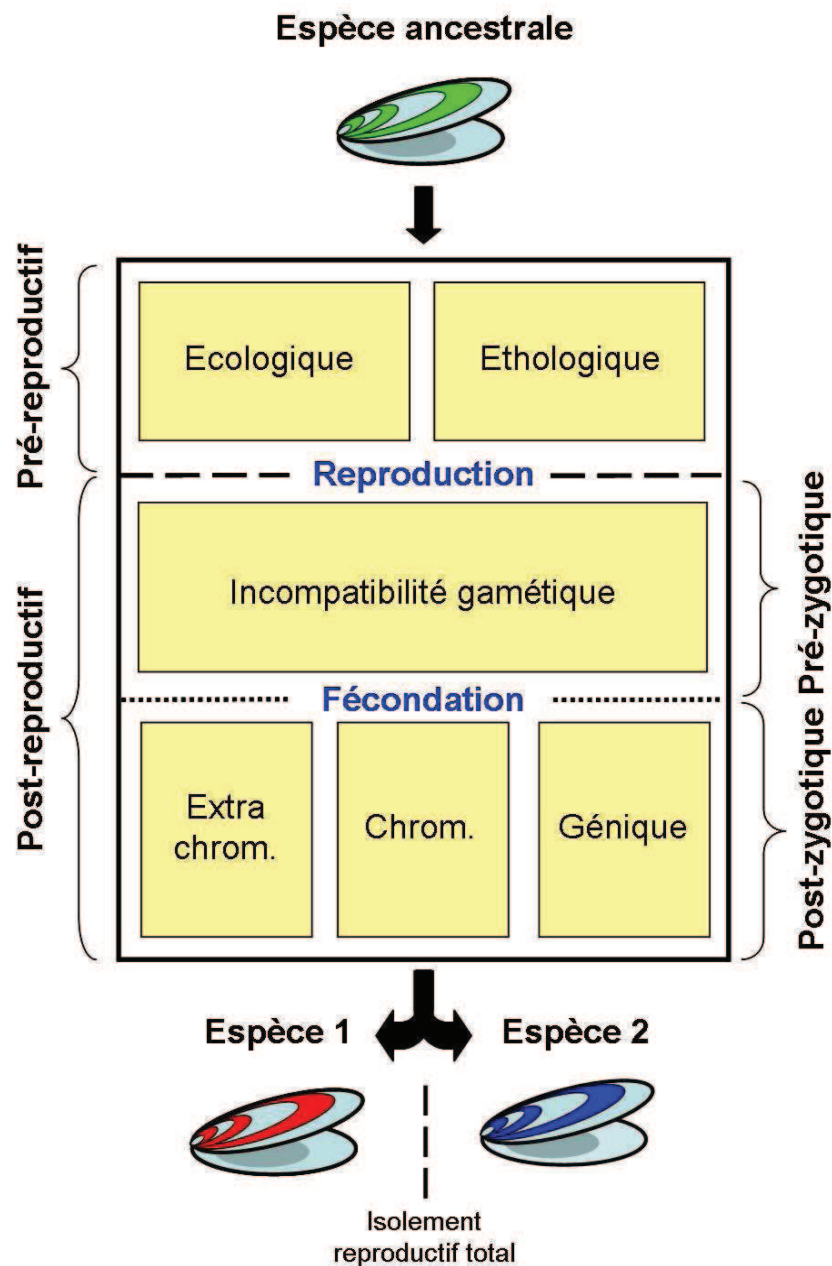 Espèce ancestrale
Pré-reproductif
Ecologique
Ethologique
Reproduction
Post-reproductif
Incompatibilité gamétique
Pré-zygotique
Fécondation
Extra
chrom.
Chrom.
Génique
Post-zygotique
Espèce 1
Espèce 2
Isolement
reproductif total